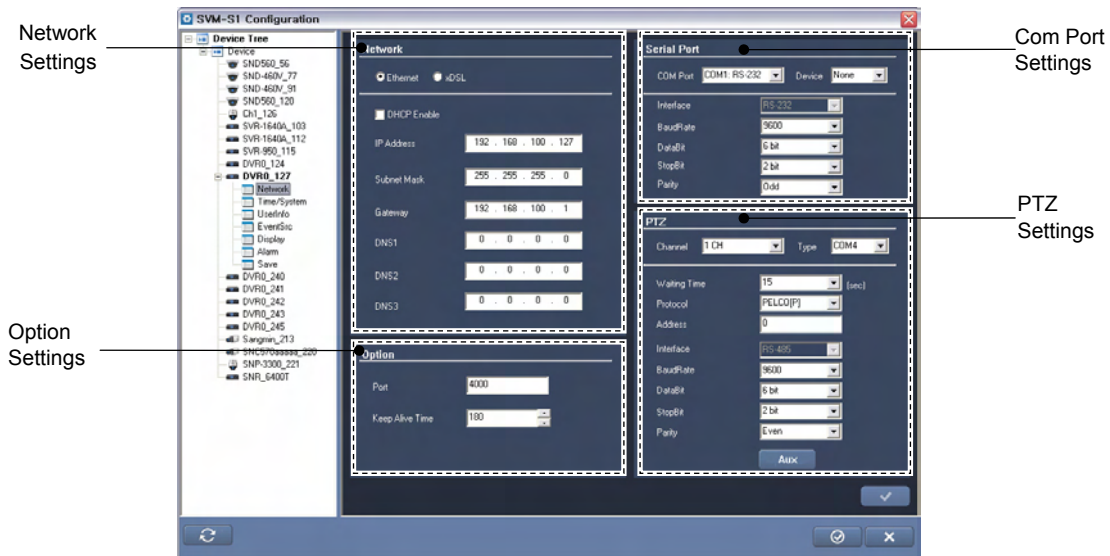 SVM-S1 Configuration
Network
Settings
Option
Settings
Com Port
Settings
PTZ
Settings
Device Tree
Device
SND560_56
SND-460V_77
SND-460V_91
SND560_120
Ch1_126
SVR-1640A_103
SVR-1640A_112
SVR-950_115
DVR0_124
DVR0_127
Network
Time/System
UserInfo
EventSrc
Display
Alarm
Save
DVR0_240
DVR0_241
DVR0_242
DVR0_243
DVR0_245
Sangmin_213
SNP-3300_221
SNR_6400T
Network
Ethernet xDSL
DHCP Enable
IP Address 192 . 168 . 100 . 127
Subnet Mask 255 . 255 . 255 . 0
Gateway 192 . 168 . 100 . 1
DNS1 0 . 0 . 0 . 0
DNS2 0 . 0 . 0 . 0
DNS3 0 . 0 . 0 . 0
Option
Port 4000
Keep Alive Time 180
Serial Port
COM Port COM1: RS-232 Device None
Interface RS-232
BaudRate 9600
DataBit 6 bit
StopBit 2 bit
Parity Odd
PTZ
Channel 1 CH Type COM4
Waiting Time 15 (sec)
Protocol PELCO[P]
Address 0
Interface RS-485
BaudRate 9600
DataBit 6 bit
StopBit 2 bit
Parity Even
Aux